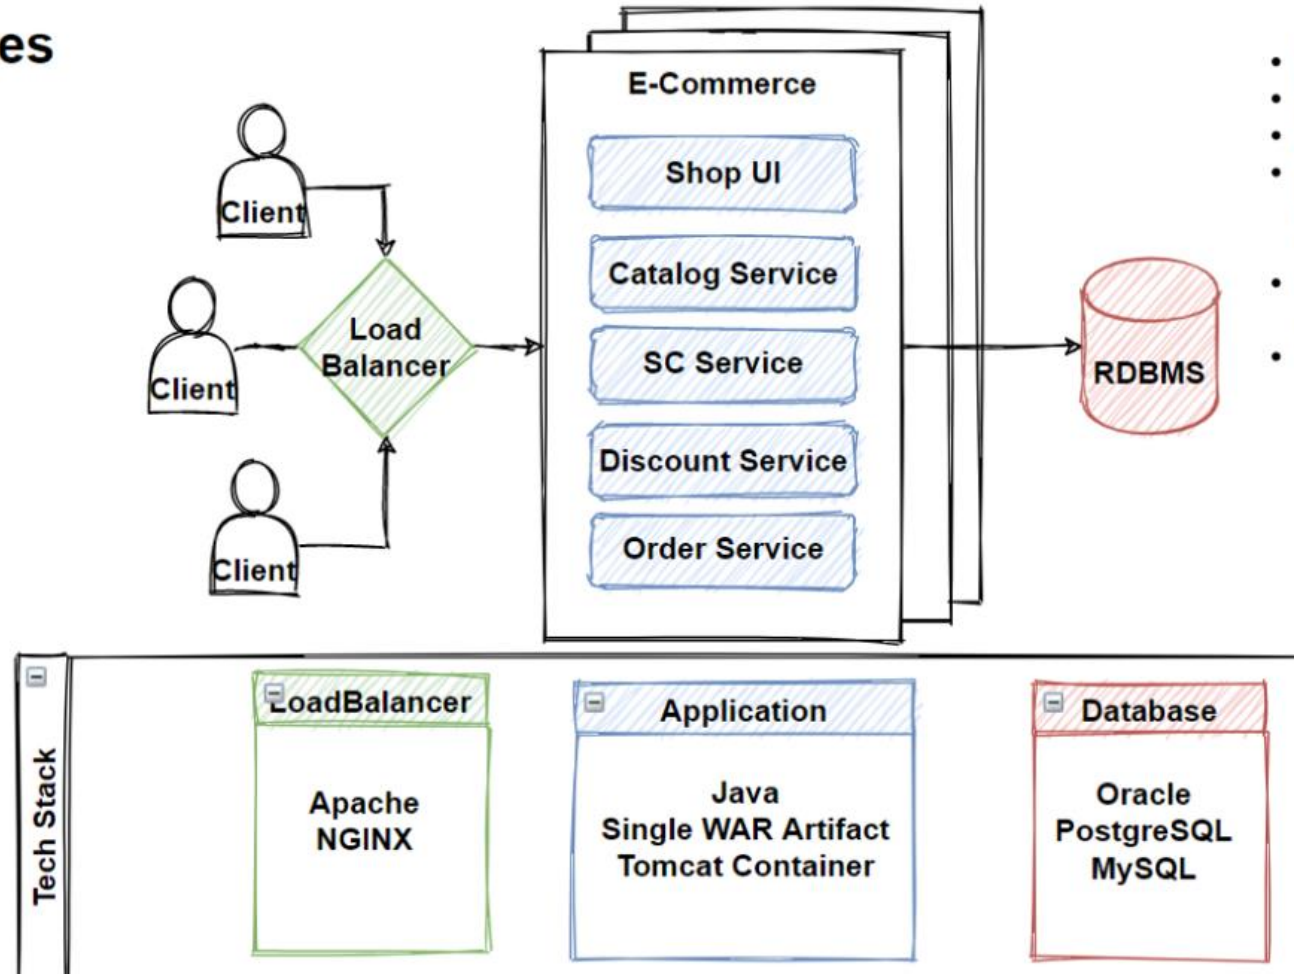 es
E-Commerce
Shop UI
Catalog Service
SC Service
Discount Service
Order Service
Client
Client
Client
Load
Balancer
RDBMS
Tech Stack
LoadBalancer
Apache
NGINX
Application
Java
Single WAR Artifact
Tomcat Container
Database
Oracle
PostgreSQL
MySQL